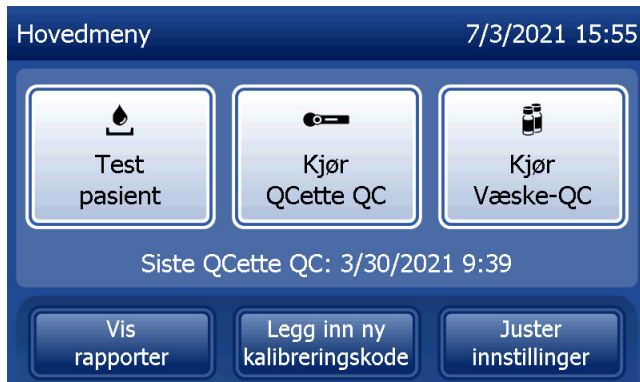 Hovedmeny 7/3/2021 15:55
Test
pasient
Kjør
QCette QC
Kjør
Væske-QC
Siste QCette QC: 3/30/2021 9:39
Vis
rapporter
Legg inn ny
kalibreringskode
Juster
innstillinger